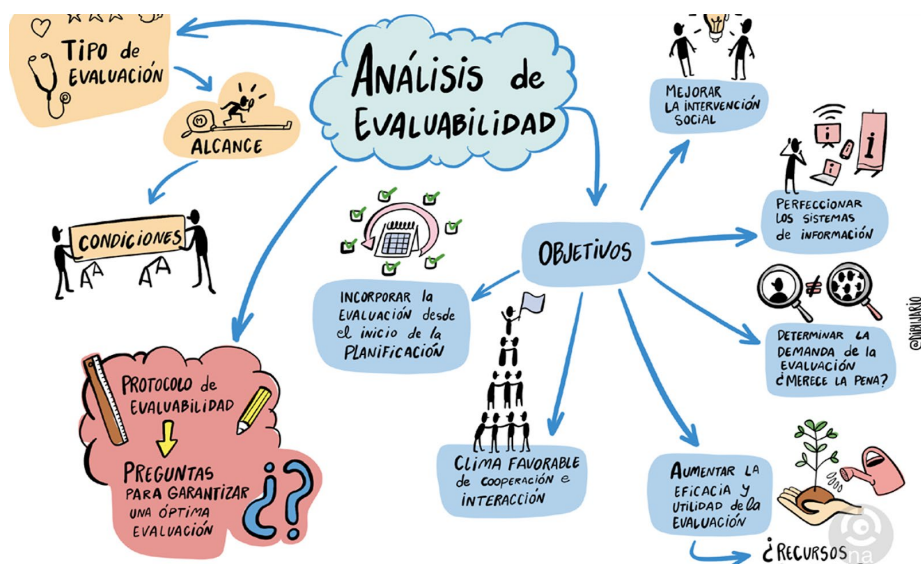 ANÁLISIS de
EVALUABILIDAD
TIPO de
EVALUACIÓN
ALCANCE
CONDICIONES
PROTOCOLO de
EVALUABILIDAD
PREGUNTAS
PARA GARANTIZAR
UNA ÓPTIMA
EVALUACIÓN
¿?
OBJETIVOS
MEJORAR
LA INTERVENCIÓN
SOCIAL
PERFECCIONAR
LOS SISTEMAS
de INFORMACIÓN
DETERMINAR LA
DEMANDA de la
EVALUACIÓN
¿MERECE LA PENA?
AUMENTAR LA
EFICACIA y
UTILIDAD de la
EVALUACIÓN
¿RECURSOS
CLIMA FAVORABLE
de COOPERACIÓN e
INTERACCIÓN
INCORPORAR la
EVALUACIÓN desde
el INICIO de la
PLANIFICACIÓN
@DIBUJARIO
na